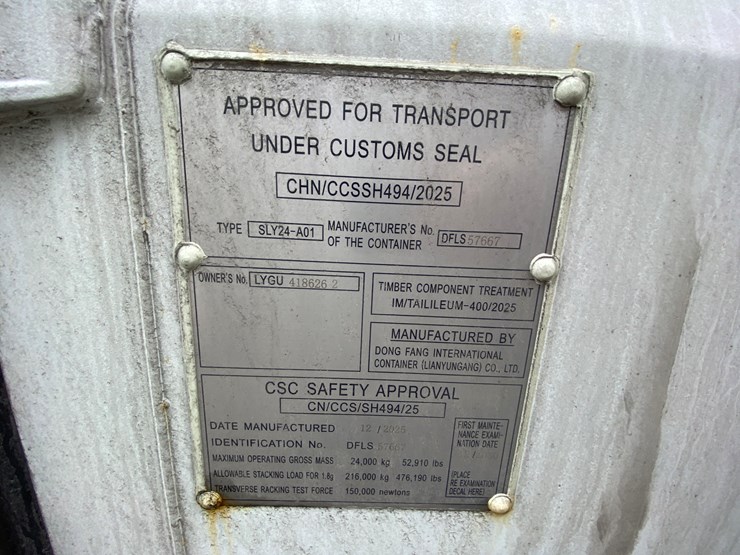 APPROVED FOR TRANSPORT
UNDER CUSTOMS SEAL
CHN/CCSSH494/2025
TYPE SLY24-A01 MANUFACTURER'S No. OF THE CONTAINER DFLS 57667
OWNER'S No. LYGU 418626 2
TIMBER COMPONENT TREATMENT
IM/TAILILEUM-400/2025
MANUFACTURED BY
DONG FANG INTERNATIONAL
CONTAINER (LIANYUNGANG) CO., LTD.
CSC SAFETY APPROVAL
CN/CCS/SH494/25
DATE MANUFACTURED 12 / 2025
IDENTIFICATION No. DFLS
MAXIMUM OPERATING GROSS MASS 24,000 kg 52,910 lbs
ALLOWABLE STACKING LOAD FOR 1.8g 216,000 kg 476,190 lbs
TRANSVERSE RACKING TEST FORCE 150,000 newtons
FIRST MAINTE-
NANCE EXAMI-
NATION DATE
(PLACE
RE EXAMINATION
DECAL HERE)